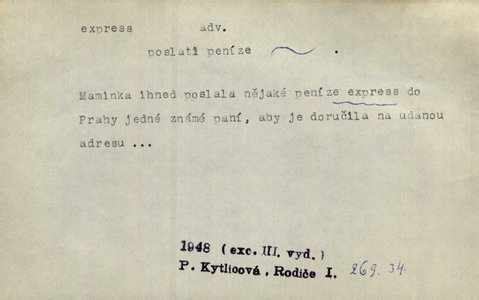 express adv.
poslati peníze .
Maminka ihned poslala nějaké peníze express do
Prahy jedné známé paní, aby je doručila na udanou
adresu ...
1948 (exc. III. vyd.)
P. Kytlicová, Rodiče I. 269. 34.